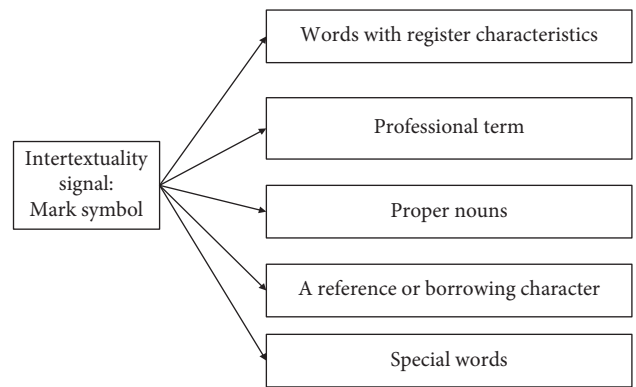 Intertextuality
signal:
Mark symbol
Words with register characteristics
Professional term
Proper nouns
A reference or borrowing character
Special words